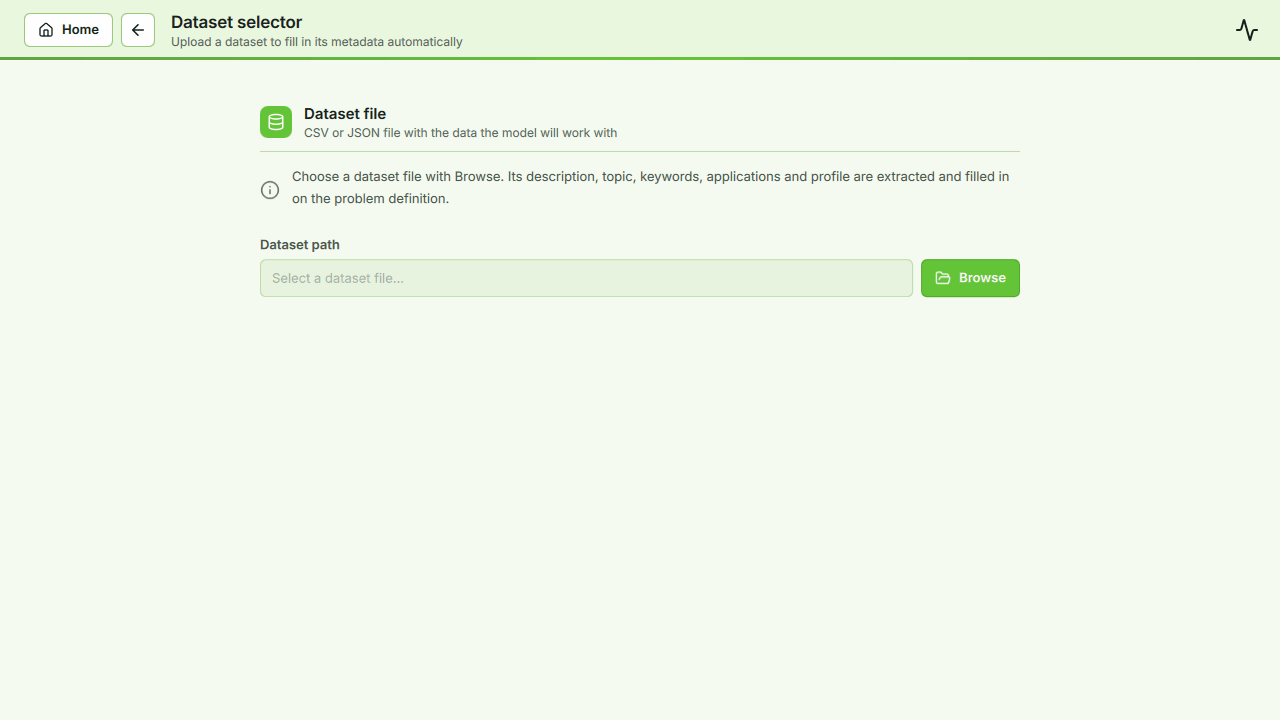 Home
Dataset selector
Upload a dataset to fill in its metadata automatically
Dataset file
CSV or JSON file with the data the model will work with
Choose a dataset file with Browse. Its description, topic, keywords, applications and profile are extracted and filled in
on the problem definition.
Dataset path
Select a dataset file...
Browse